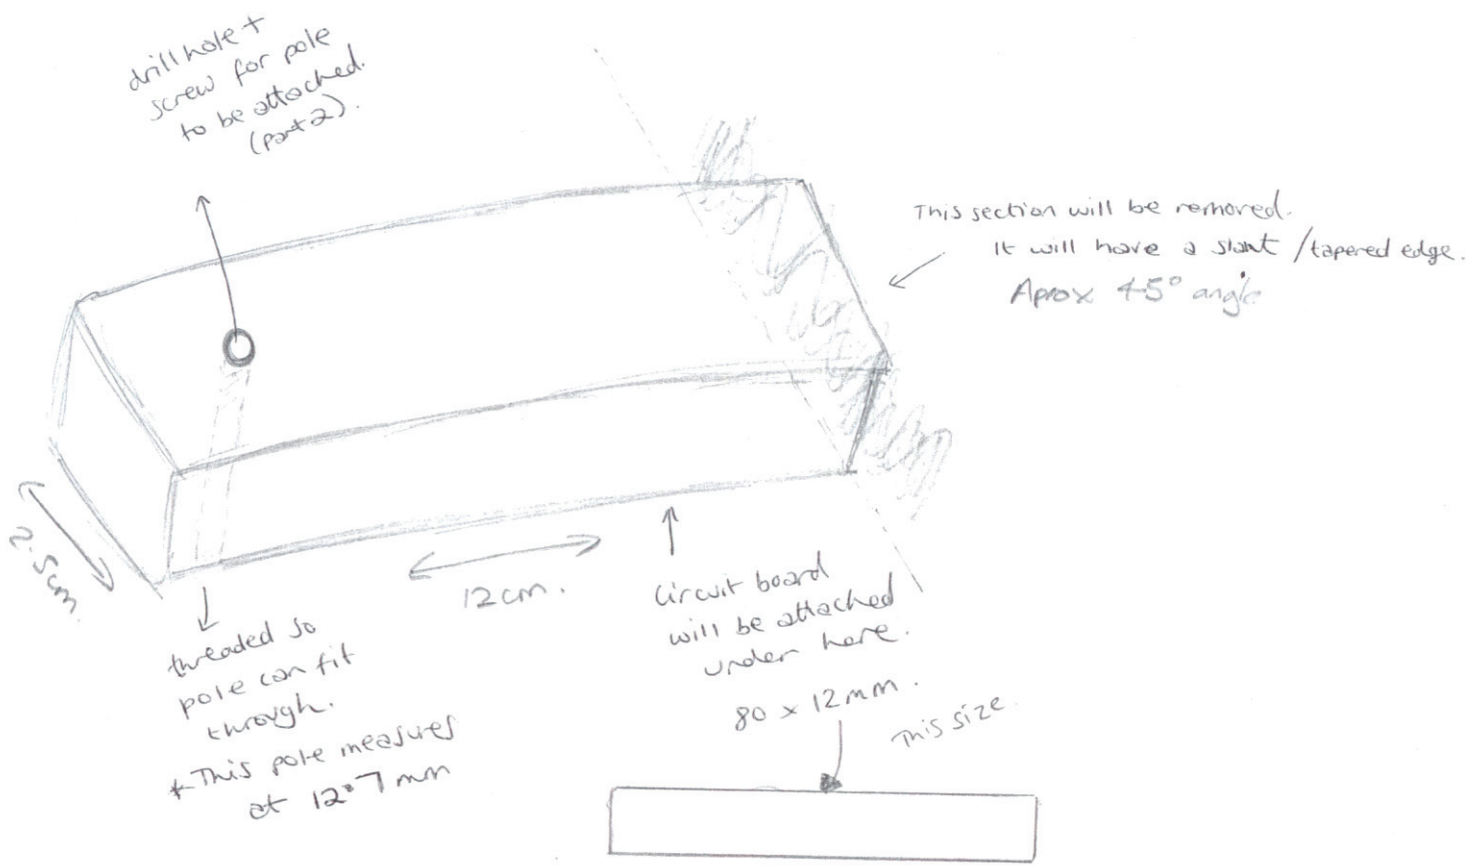 drill hole +
screw for pole
to be attached.
(part 2).
This section will be removed.
It will have a slant / tapered edge.
Aprox 45° angle
2.5cm
12cm.
threaded so
pole can fit
through.
*This pole measures
at 12.7mm
Circuit board
will be attached
under here.
80 x 12mm.
This size